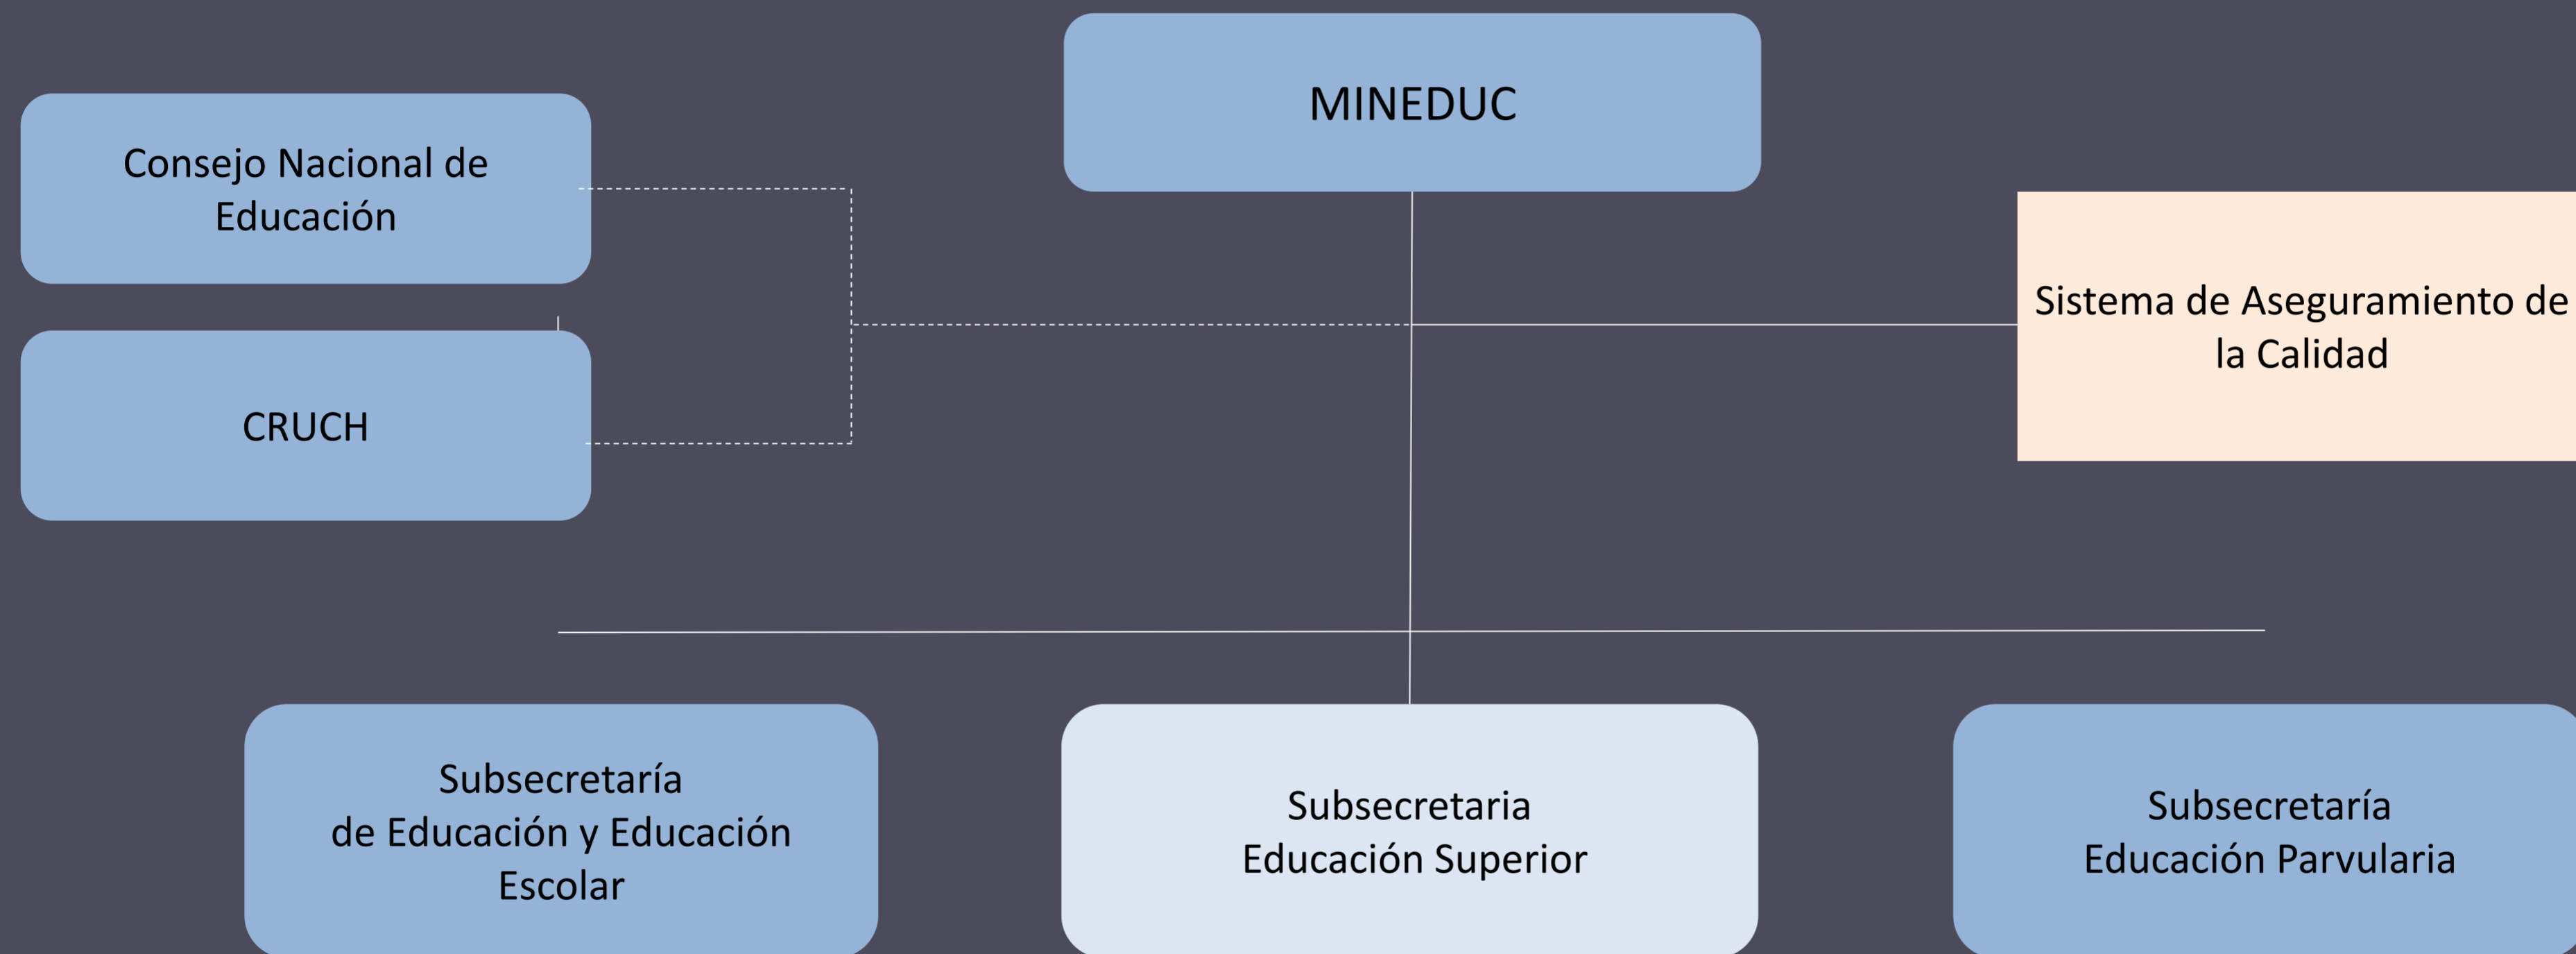 MINEDUC
Consejo Nacional de
Educación
CRUCH
Sistema de Aseguramiento de
la Calidad
Subsecretaría
de Educación y Educación
Escolar
Subsecretaria
Educación Superior
Subsecretaría
Educación Parvularia